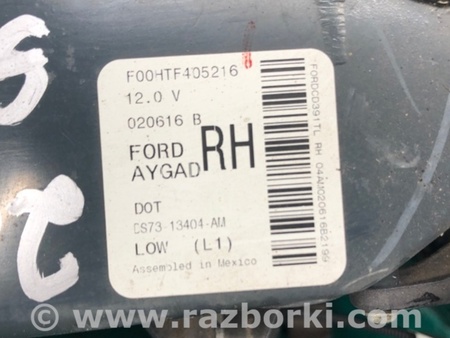 F00HTF405216
12.0 V
020616 B
FORD
AYGAD
RH
DOT
DS73-13404-AM
LOW (L1)
Assembled in Mexico
2
© www.razborki.com